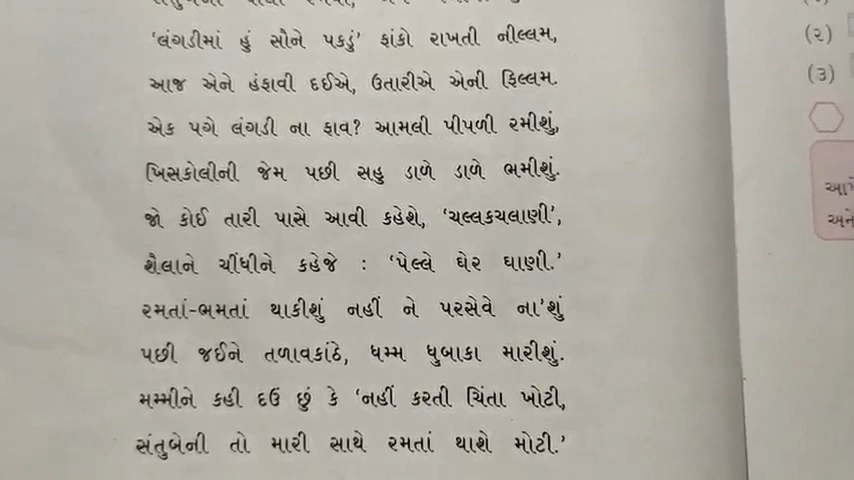 ‘લંગડીમાં હું સૌને પકડું’ ફાંકો રાખતી નીલ્લમ,
આજ એને હંફાવી દઈએ, ઉતારીએ એની ફિલ્લમ.
એક પગે લંગડી ના ફાવ? આમલી પીપળી રમીશું,
ખિસકોલીની જેમ પછી સહુ ડાળે ડાળે ભમીશું.
જો કોઈ તારી પાસે આવી કહેશે, ‘ચલ્લકચલાણી’,
શૈલાને ચીંધીને કહેજે : ‘પેલ્લે ઘેર ઘાણી.’
રમતાં-ભમતાં થાકીશું નહીં ને પરસેવે ના’શું
પછી જઈને તળાવકાંઠે, ધમ્મ ધુબાકા મારીશું.
મમ્મીને કહી દઉં છું કે ‘નહીં કરતી ચિંતા ખોટી,
સંતુબેની તો મારી સાથે રમતાં થાશે મોટી.’
(૨)
(૩)
અને